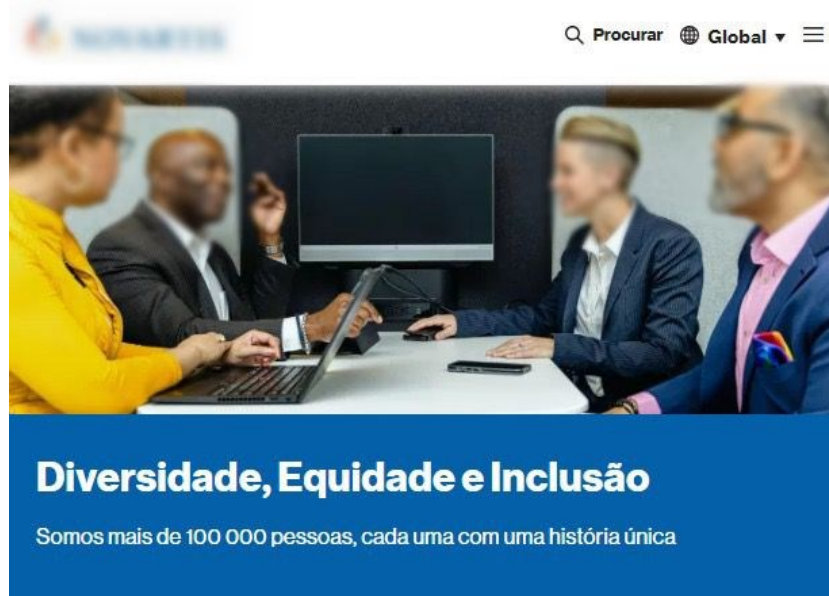 Procurar
Global
Diversidade, Equidade e Inclusão
Somos mais de 100 000 pessoas, cada uma com uma história única